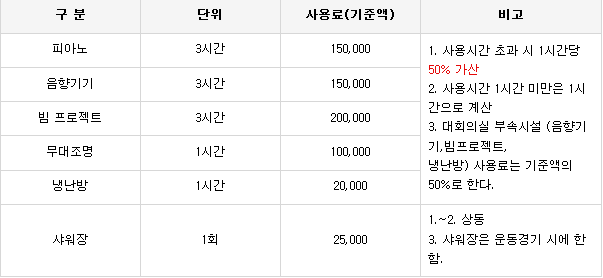 구 분 단위 사용료(기준액) 비고
피아노 3시간 150,000
음향기기 3시간 150,000
빔 프로젝트 3시간 200,000
무대조명 1시간 100,000
냉난방 1시간 20,000
1. 사용시간 초과 시 1시간당
50% 가산
2. 사용시간 1시간 미만은 1시
간으로 계산
3. 대회의실 부속시설 (음향기
기,빔프로젝트,
냉난방) 사용료는 기준액의
50%로 한다.
샤워장 1회 25,000
1.~2. 상동
3. 샤워장은 운동경기 시에 한
함.